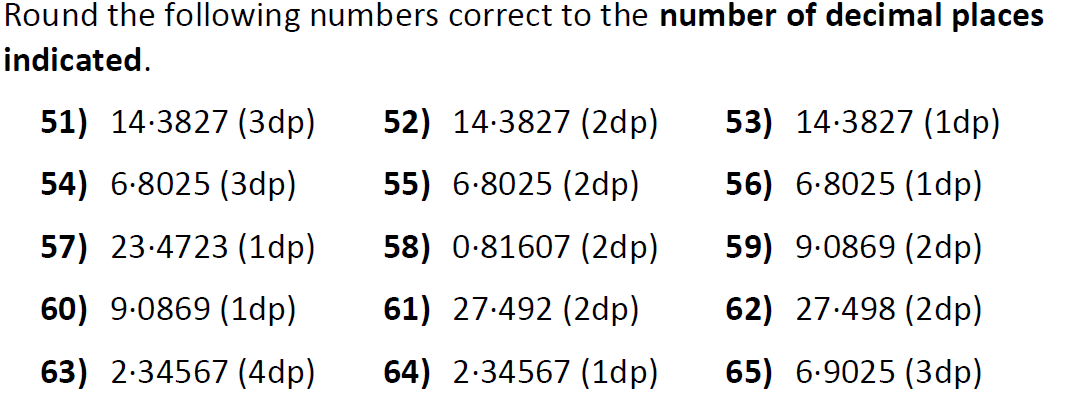 Round the following numbers correct to the number of decimal places
indicated.
51) 14·3827 (3dp) 52) 14·3827 (2dp) 53) 14·3827 (1dp)
54) 6·8025 (3dp) 55) 6·8025 (2dp) 56) 6·8025 (1dp)
57) 23·4723 (1dp) 58) 0·81607 (2dp) 59) 9·0869 (2dp)
60) 9·0869 (1dp) 61) 27·492 (2dp) 62) 27·498 (2dp)
63) 2·34567 (4dp) 64) 2·34567 (1dp) 65) 6·9025 (3dp)